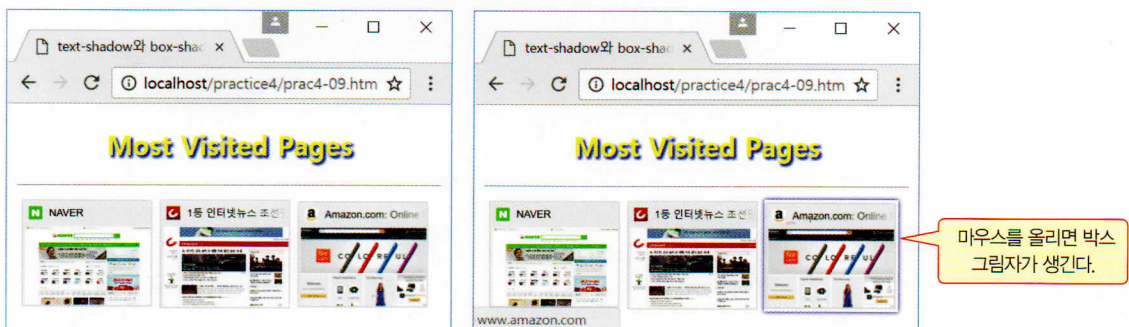 text-shadow와 box-sha
localhost/practice4/prac4-09.htm
Most Visited Pages
NAVER
1등 인터넷뉴스 조선
Amazon.com: Online
COLORFUL
text-shadow와 box-sha
localhost/practice4/prac4-09.htm
Most Visited Pages
NAVER
1등 인터넷뉴스 조선
Amazon.com: Online
COLORFUL
www.amazon.com
마우스를 올리면 박스
그림자가 생긴다.